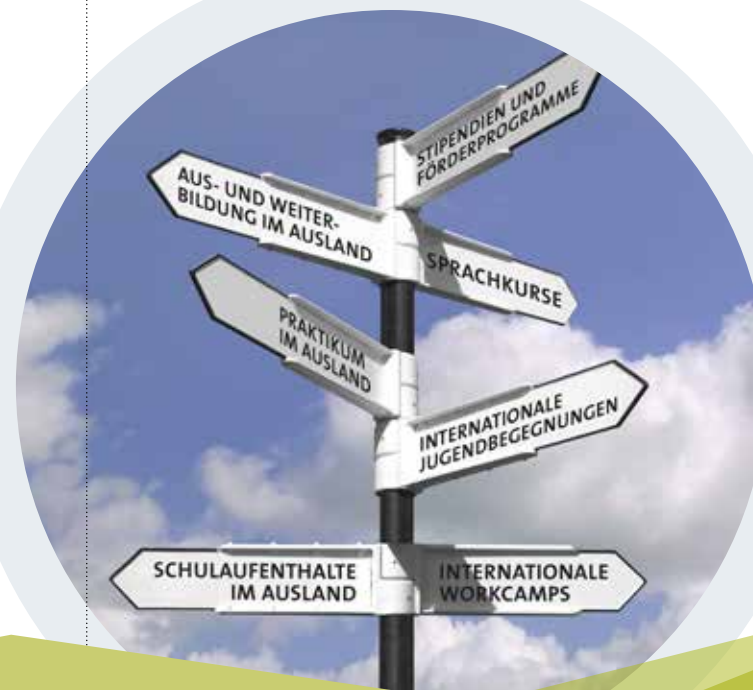 STIPENDIEN UND
FÖRDERPROGRAMME
AUS- UND WEITER-
BILDUNG IM AUSLAND
SPRACHKURSE
PRAKTIKUM
IM AUSLAND
INTERNATIONALE
JUGENDBEGEGNUNGEN
SCHULAUFENTHALTE
IM AUSLAND
INTERNATIONALE
WORKCAMPS